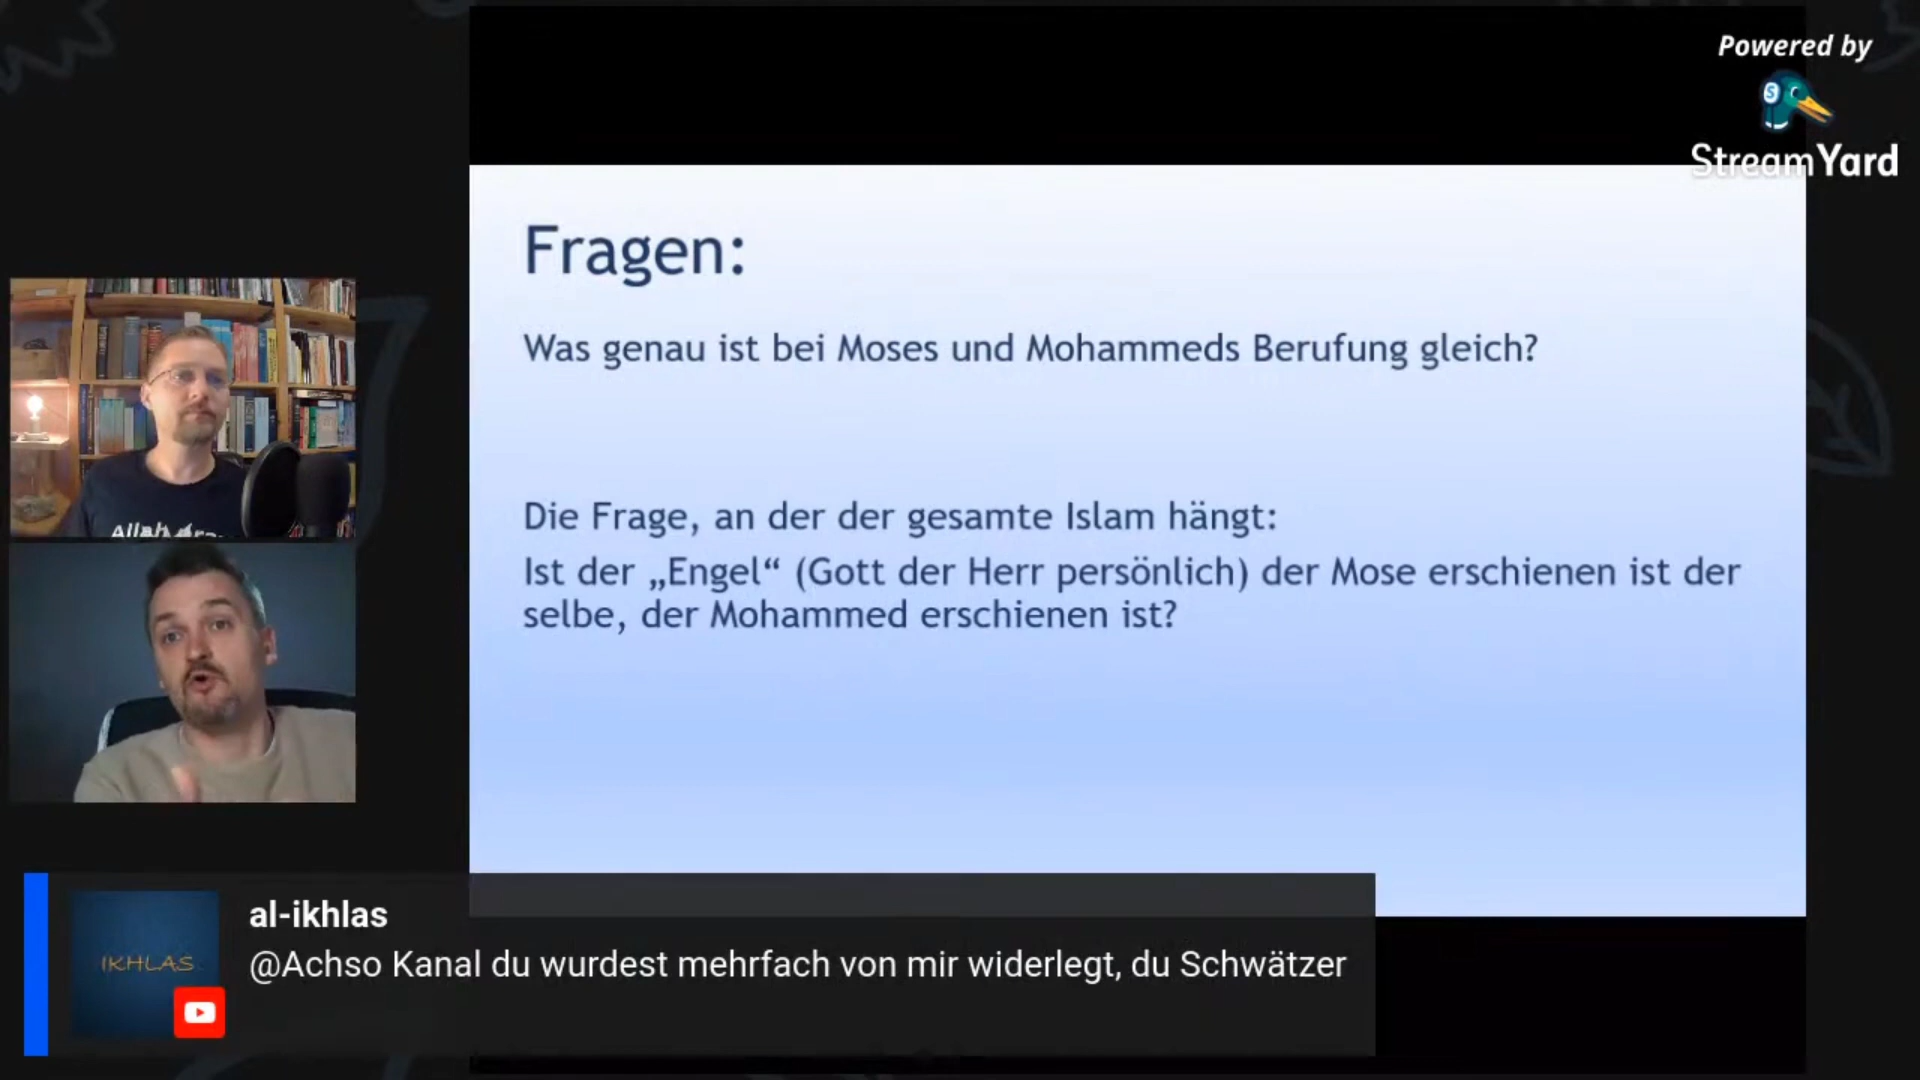 Powered by
StreamYard
Fragen:
Was genau ist bei Moses und Mohammeds Berufung gleich?
Die Frage, an der der gesamte Islam hängt:
Ist der „Engel“ (Gott der Herr persönlich) der Mose erschienen ist der
selbe, der Mohammed erschienen ist?
al-ikhlas
IKHLAS
@Achso Kanal du wurdest mehrfach von mir widerlegt, du Schwätzer